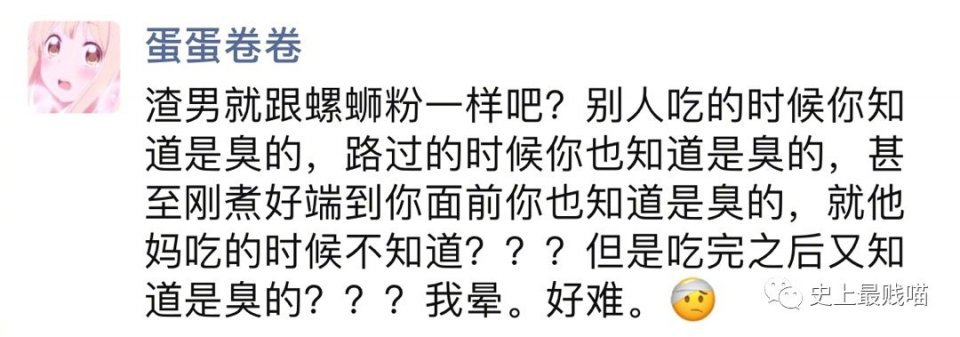 蛋蛋卷卷
渣男就跟螺蛳粉一样吧？别人吃的时候你知
道是臭的，路过的时候你也知道是臭的，甚
至刚煮好端到你面前你也知道是臭的，就他
妈吃的时候不知道？？？但是吃完之后又知
道是臭的？？？我晕。好难。🤕
史上最贱喵